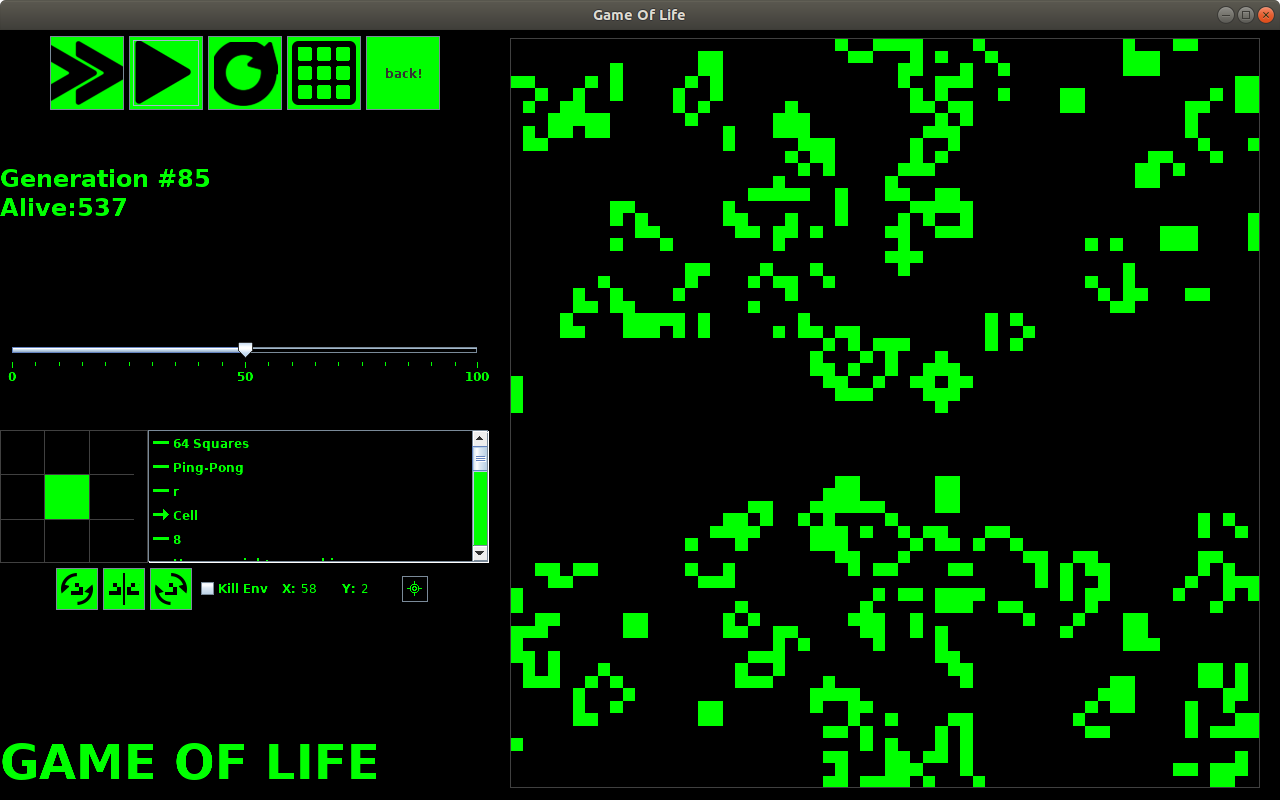 Game Of Life
back!
Generation #85
Alive:537
0 50 100
64 Squares
Ping-Pong
r
Cell
8
Kill Env X: 58 Y: 2
GAME OF LIFE